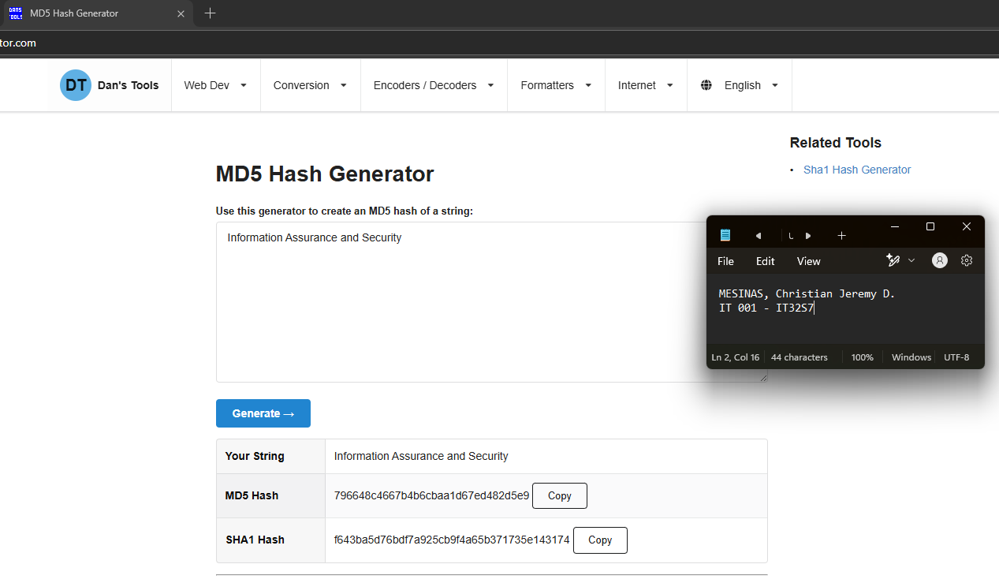 DANS TOOLS
MD5 Hash Generator
tor.com
DT Dan's Tools
Web Dev
Conversion
Encoders / Decoders
Formatters
Internet
English
Related Tools
• Sha1 Hash Generator
MD5 Hash Generator
Use this generator to create an MD5 hash of a string:
Information Assurance and Security
File Edit View
MESINAS, Christian Jeremy D.
IT 001 - IT32S7
Ln 2, Col 16 44 characters 100% Windows UTF-8
Generate →
Your String Information Assurance and Security
MD5 Hash 796648c4667b4b6cbaa1d67ed482d5e9 Copy
SHA1 Hash f643ba5d76bdf7a925cb9f4a65b371735e143174 Copy